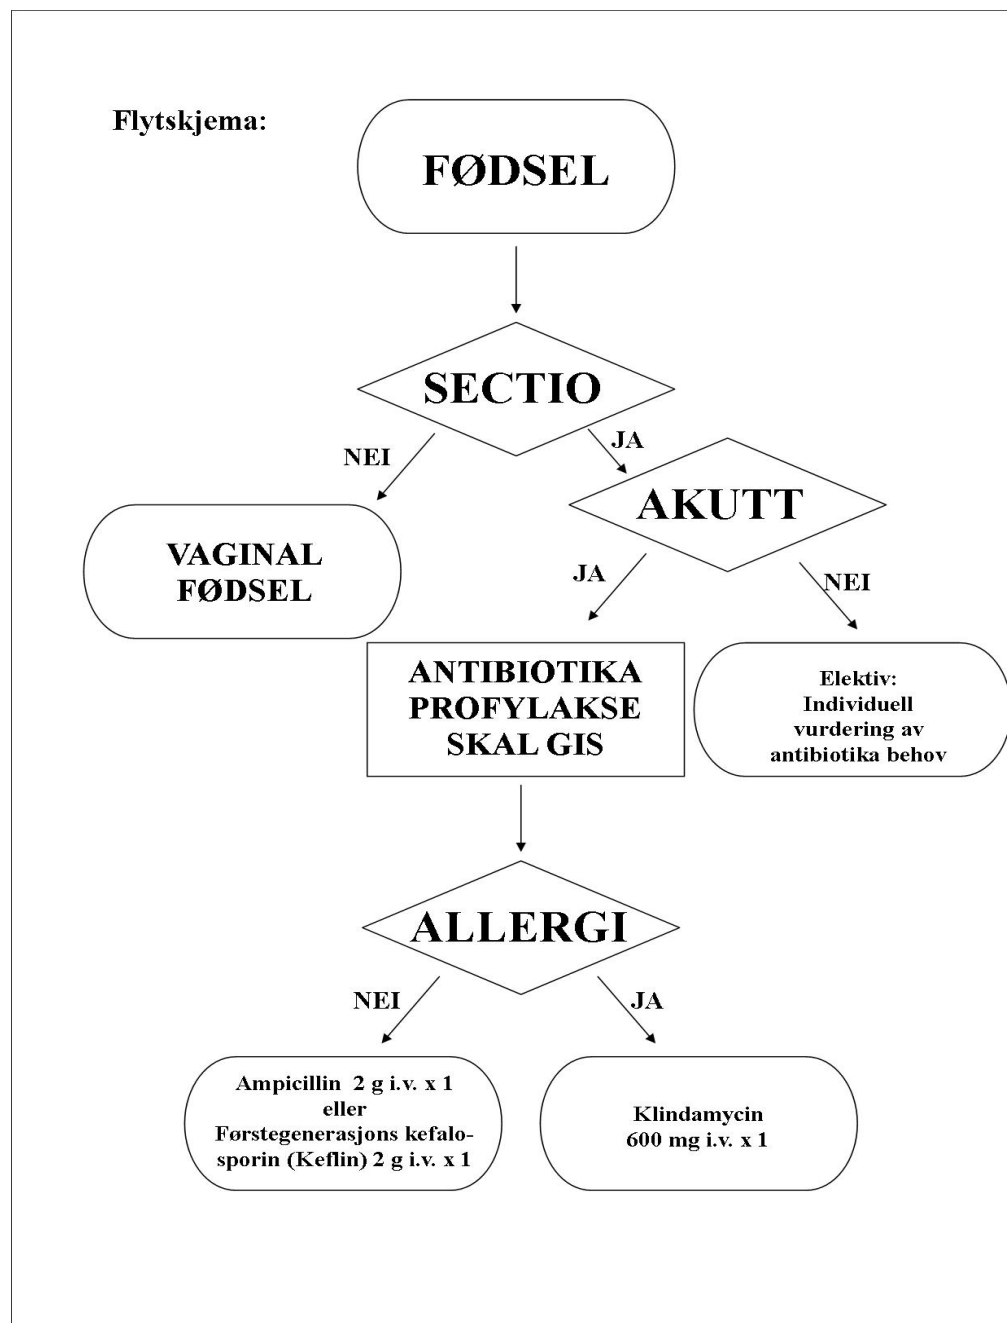 Flytskjema:
FØDSEL
SECTIO
NEI
JA
AKUTT
VAGINAL
FØDSEL
JA
NEI
ANTIBIOTIKA
PROFYLAKSE
SKAL GIS
Elektiv:
Individuell
vurdering av
antibiotika behov
ALLERGI
NEI
JA
Ampicillin 2 g i.v. x 1
eller
Førstegenerasjons kefalo-
sporin (Keflin) 2 g i.v. x 1
Klindamycin
600 mg i.v. x 1